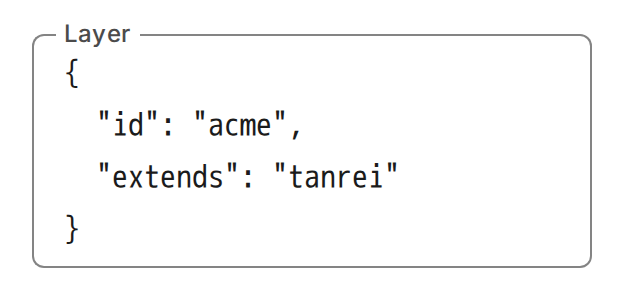 Layer
{
  "id": "acme",
  "extends": "tanrei"
}